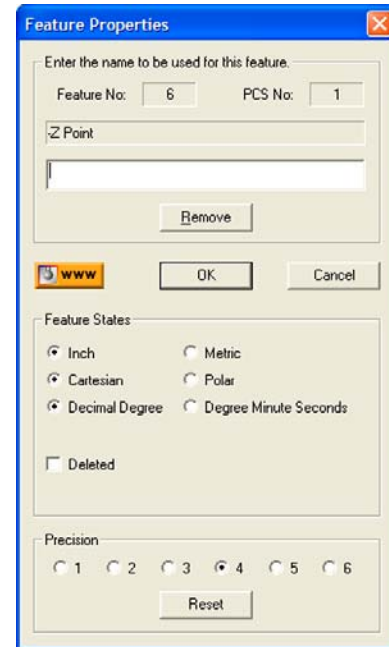 Feature Properties
Enter the name to be used for this feature.
Feature No: 6 PCS No: 1
-Z Point
Remove
www OK Cancel
Feature States
Inch Metric
Cartesian Polar
Decimal Degree Degree Minute Seconds
Deleted
Precision
1 2 3 4 5 6
Reset